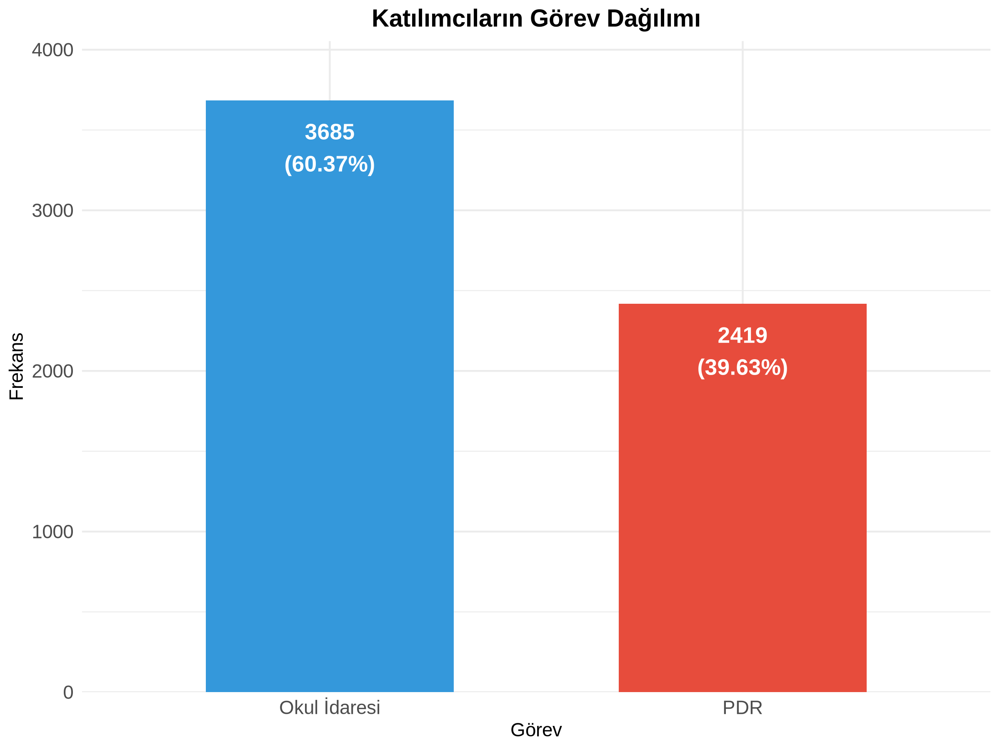 Katılımcıların Görev Dağılımı
4000
3000
2000
1000
0
Frekans
3685
(60.37%)
2419
(39.63%)
Okul İdaresi
PDR
Görev